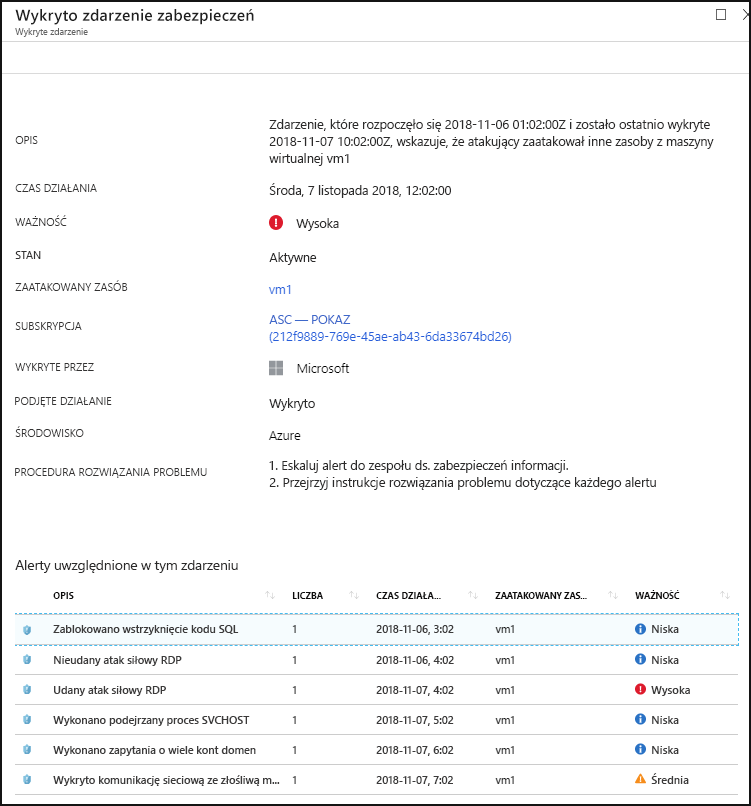 Wykryto zdarzenie zabezpieczeń
Wykryte zdarzenie
OPIS
Zdarzenie, które rozpoczęło się 2018-11-06 01:02:00Z i zostało ostatnio wykryte
2018-11-07 10:02:00Z, wskazuje, że atakujący zaatakował inne zasoby z maszyny
wirtualnej vm1
CZAS DZIAŁANIA
Środa, 7 listopada 2018, 12:02:00
WAŻNOŚĆ
Wysoka
STAN
Aktywne
ZAATAKOWANY ZASÓB
vm1
SUBSKRYPCJA
ASC — POKAZ
(212f9889-769e-45ae-ab43-6da33674bd26)
WYKRYTE PRZEZ
Microsoft
PODJĘTE DZIAŁANIE
Wykryto
ŚRODOWISKO
Azure
PROCEDURA ROZWIĄZANIA PROBLEMU
1. Eskaluj alert do zespołu ds. zabezpieczeń informacji.
2. Przejrzyj instrukcje rozwiązania problemu dotyczące każdego alertu
Alerty uwzględnione w tym zdarzeniu
OPIS LICZBA CZAS DZIAŁA... ZAATAKOWANY ZAS... WAŻNOŚĆ
Zablokowano wstrzyknięcie kodu SQL 1 2018-11-06, 3:02 vm1 Niska
Nieudany atak siłowy RDP 1 2018-11-06, 4:02 vm1 Niska
Udany atak siłowy RDP 1 2018-11-07, 4:02 vm1 Wysoka
Wykonano podejrzany proces SVCHOST 1 2018-11-07, 5:02 vm1 Niska
Wykonano zapytania o wiele kont domen 1 2018-11-07, 6:02 vm1 Niska
Wykryto komunikację sieciową ze złośliwą m... 1 2018-11-07, 7:02 vm1 Średnia